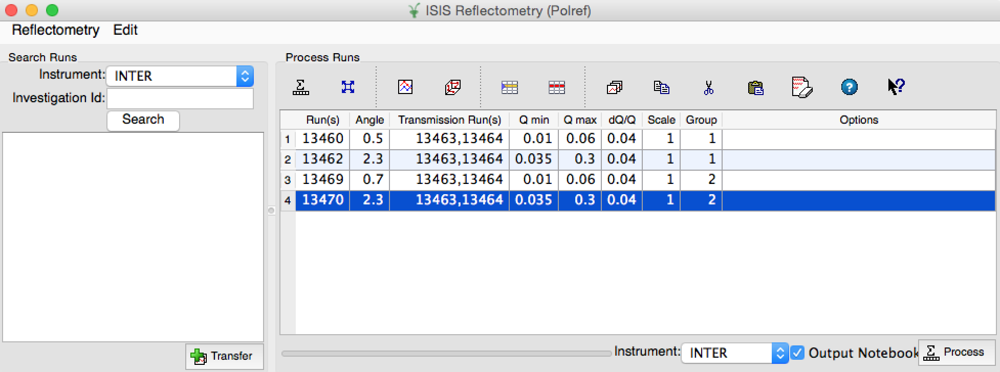 ISIS Reflectometry (Polref)
Reflectometry Edit
Search Runs
Instrument: INTER
Investigation Id:
Search
Transfer
Process Runs
Run(s) Angle Transmission Run(s) Q min Q max dQ/Q Scale Group Options
1 13460 0.5 13463,13464 0.01 0.06 0.04 1 1
2 13462 2.3 13463,13464 0.035 0.3 0.04 1 1
3 13469 0.7 13463,13464 0.01 0.06 0.04 1 2
4 13470 2.3 13463,13464 0.035 0.3 0.04 1 2
Instrument: INTER Output Notebook Process